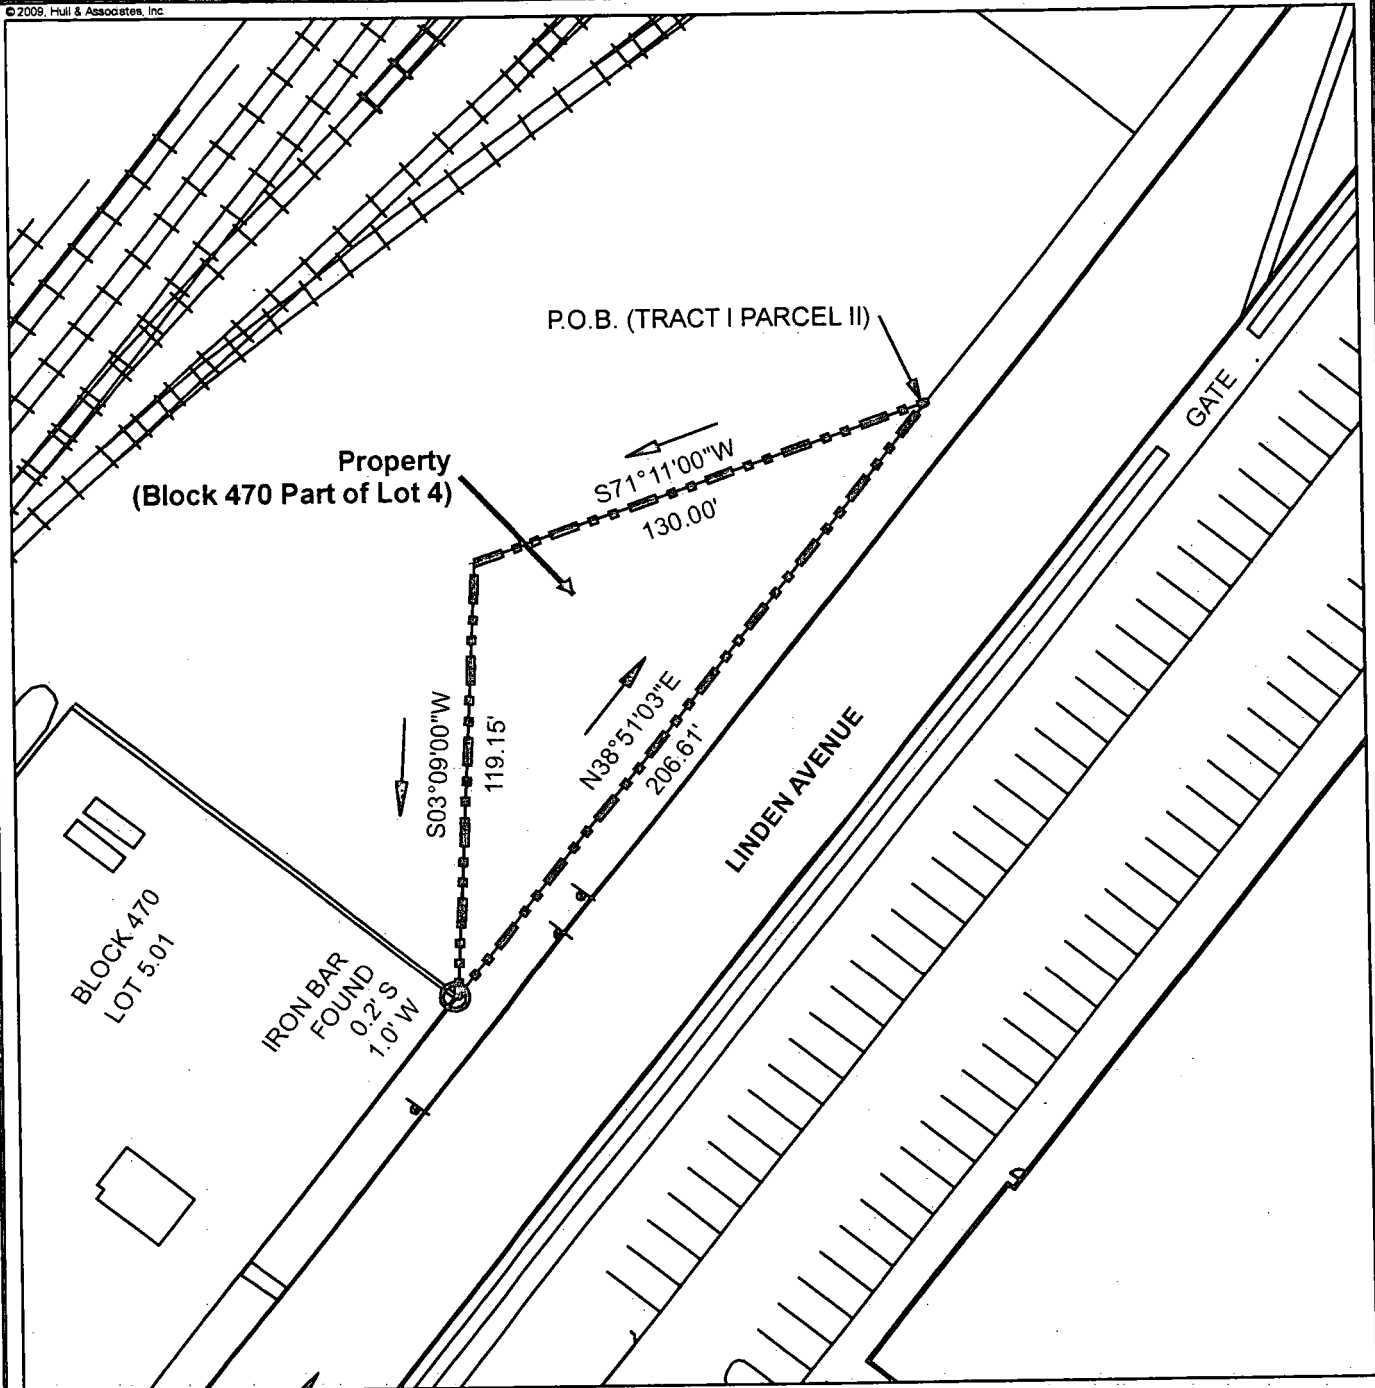 © 2009, Hull & Associates, Inc.
P.O.B. (TRACT I PARCEL II)
GATE
Property
(Block 470 Part of Lot 4)
S71°11'00"W
130.00'
S03°09'00"W
119.15'
N38°51'03"E
206.61'
LINDEN AVENUE
BLOCK 470
LOT 5.01
IRON BAR
FOUND
0.2' S
1.0' W